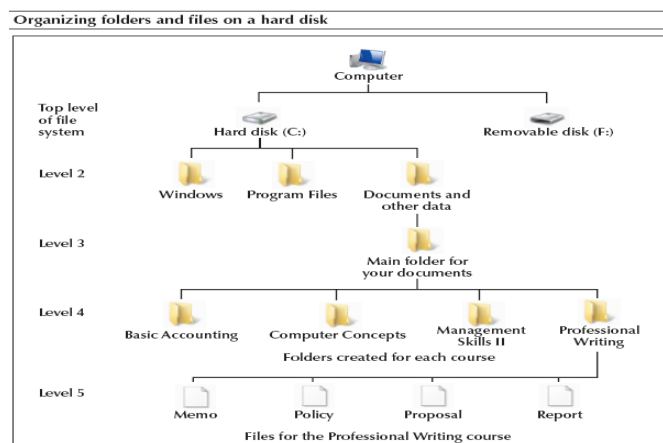 Organizing folders and files on a hard disk
Computer
Top level
of file
system
Hard disk (C:)
Removable disk (F:)
Level 2
Windows
Program Files
Documents and
other data
Level 3
Main folder for
your documents
Level 4
Basic Accounting
Computer Concepts
Management
Skills II
Professional
Writing
Folders created for each course
Level 5
Memo
Policy
Proposal
Report
Files for the Professional Writing course